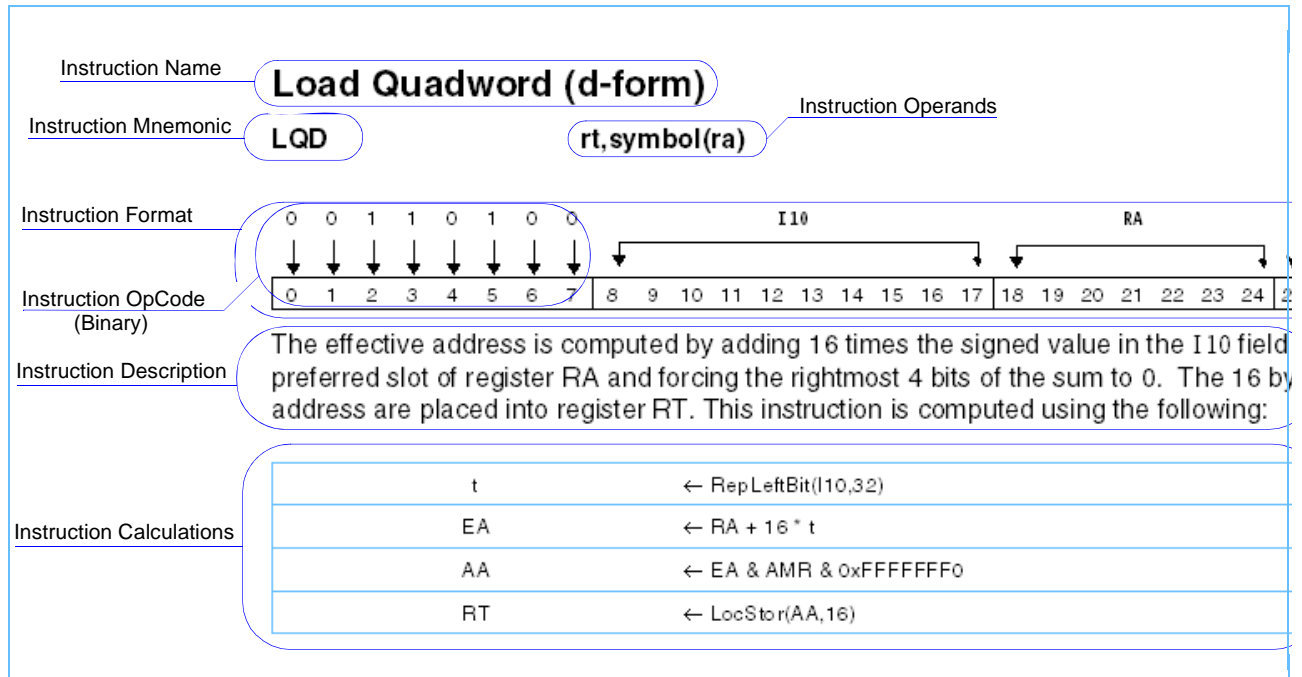 Instruction Name
Load Quadword (d-form)
Instruction Operands
Instruction Mnemonic
LQD rt,symbol(ra)
Instruction Format
0 0 1 1 0 1 0 0 I10 RA
Instruction OpCode
(Binary)
0 1 2 3 4 5 6 7 8 9 10 11 12 13 14 15 16 17 18 19 20 21 22 23 24 2
Instruction Description
The effective address is computed by adding 16 times the signed value in the I10 field
preferred slot of register RA and forcing the rightmost 4 bits of the sum to 0. The 16 by
address are placed into register RT. This instruction is computed using the following:
Instruction Calculations
t ← RepLeftBit(I10,32)
EA ← RA + 16 * t
AA ← EA & AMR & 0xFFFFFFF0
RT ← LocStor(AA,16)